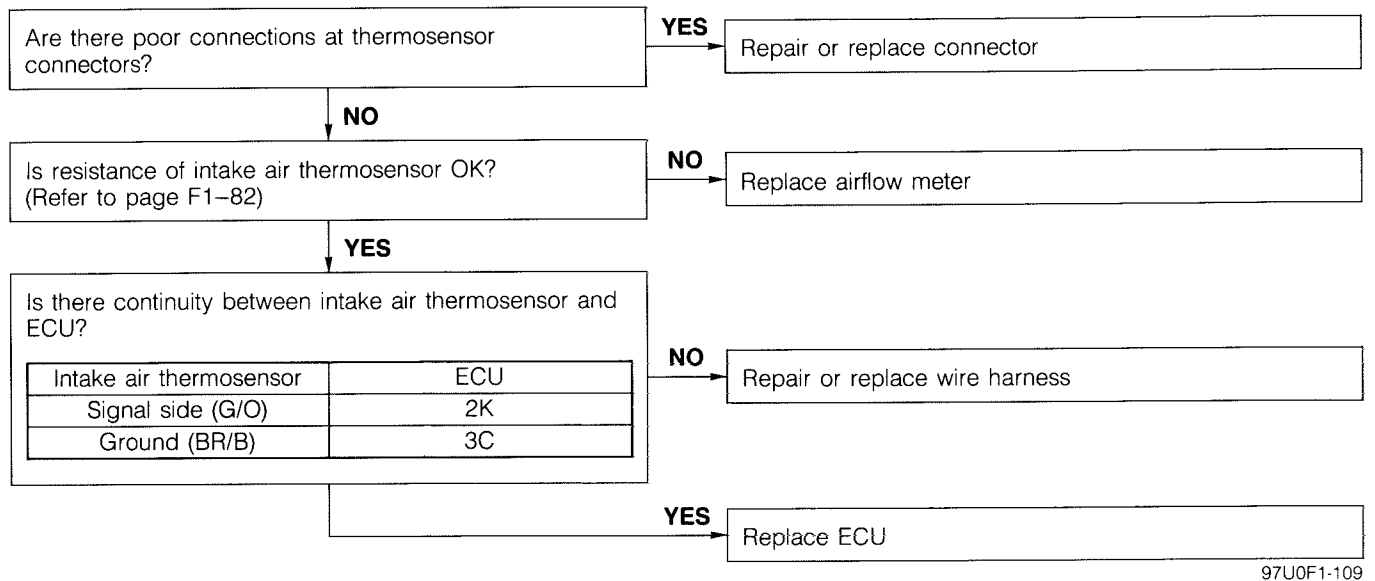 Are there poor connections at thermosensor
connectors?
YES
Repair or replace connector
NO
Is resistance of intake air thermosensor OK?
(Refer to page F1–82)
NO
Replace airflow meter
YES
Is there continuity between intake air thermosensor and
ECU?
Intake air thermosensor ECU
Signal side (G/O) 2K
Ground (BR/B) 3C
NO
Repair or replace wire harness
YES
Replace ECU
97U0F1-109